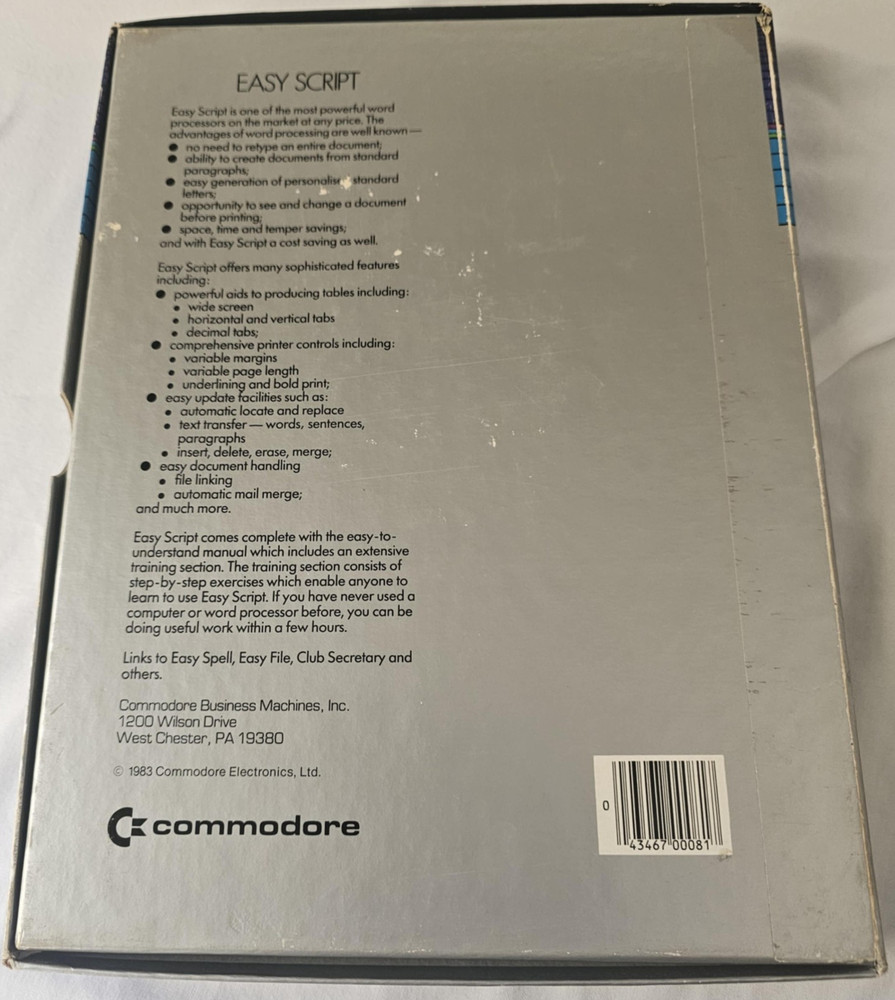 EASY SCRIPT
Easy Script is one of the most powerful word
processors on the market at any price. The
advantages of word processing are well known —
● no need to retype an entire document;
● ability to create documents from standard
paragraphs;
● easy generation of personalise standard
letters;
● opportunity to see and change a document
before printing;
● space, time and temper savings;
and with Easy Script a cost saving as well.
Easy Script offers many sophisticated features
including:
● powerful aids to producing tables including:
• wide screen
• horizontal and vertical tabs
• decimal tabs;
● comprehensive printer controls including:
• variable margins
• variable page length
• underlining and bold print;
● easy update facilities such as:
• automatic locate and replace
• text transfer — words, sentences,
paragraphs
• insert, delete, erase, merge;
● easy document handling
• file linking
• automatic mail merge;
and much more.
Easy Script comes complete with the easy-to-
understand manual which includes an extensive
training section. The training section consists of
step-by-step exercises which enable anyone to
learn to use Easy Script. If you have never used a
computer or word processor before, you can be
doing useful work within a few hours.
Links to Easy Spell, Easy File, Club Secretary and
others.
Commodore Business Machines, Inc.
1200 Wilson Drive
West Chester, PA 19380
© 1983 Commodore Electronics, Ltd.
commodore
0 43467 00081